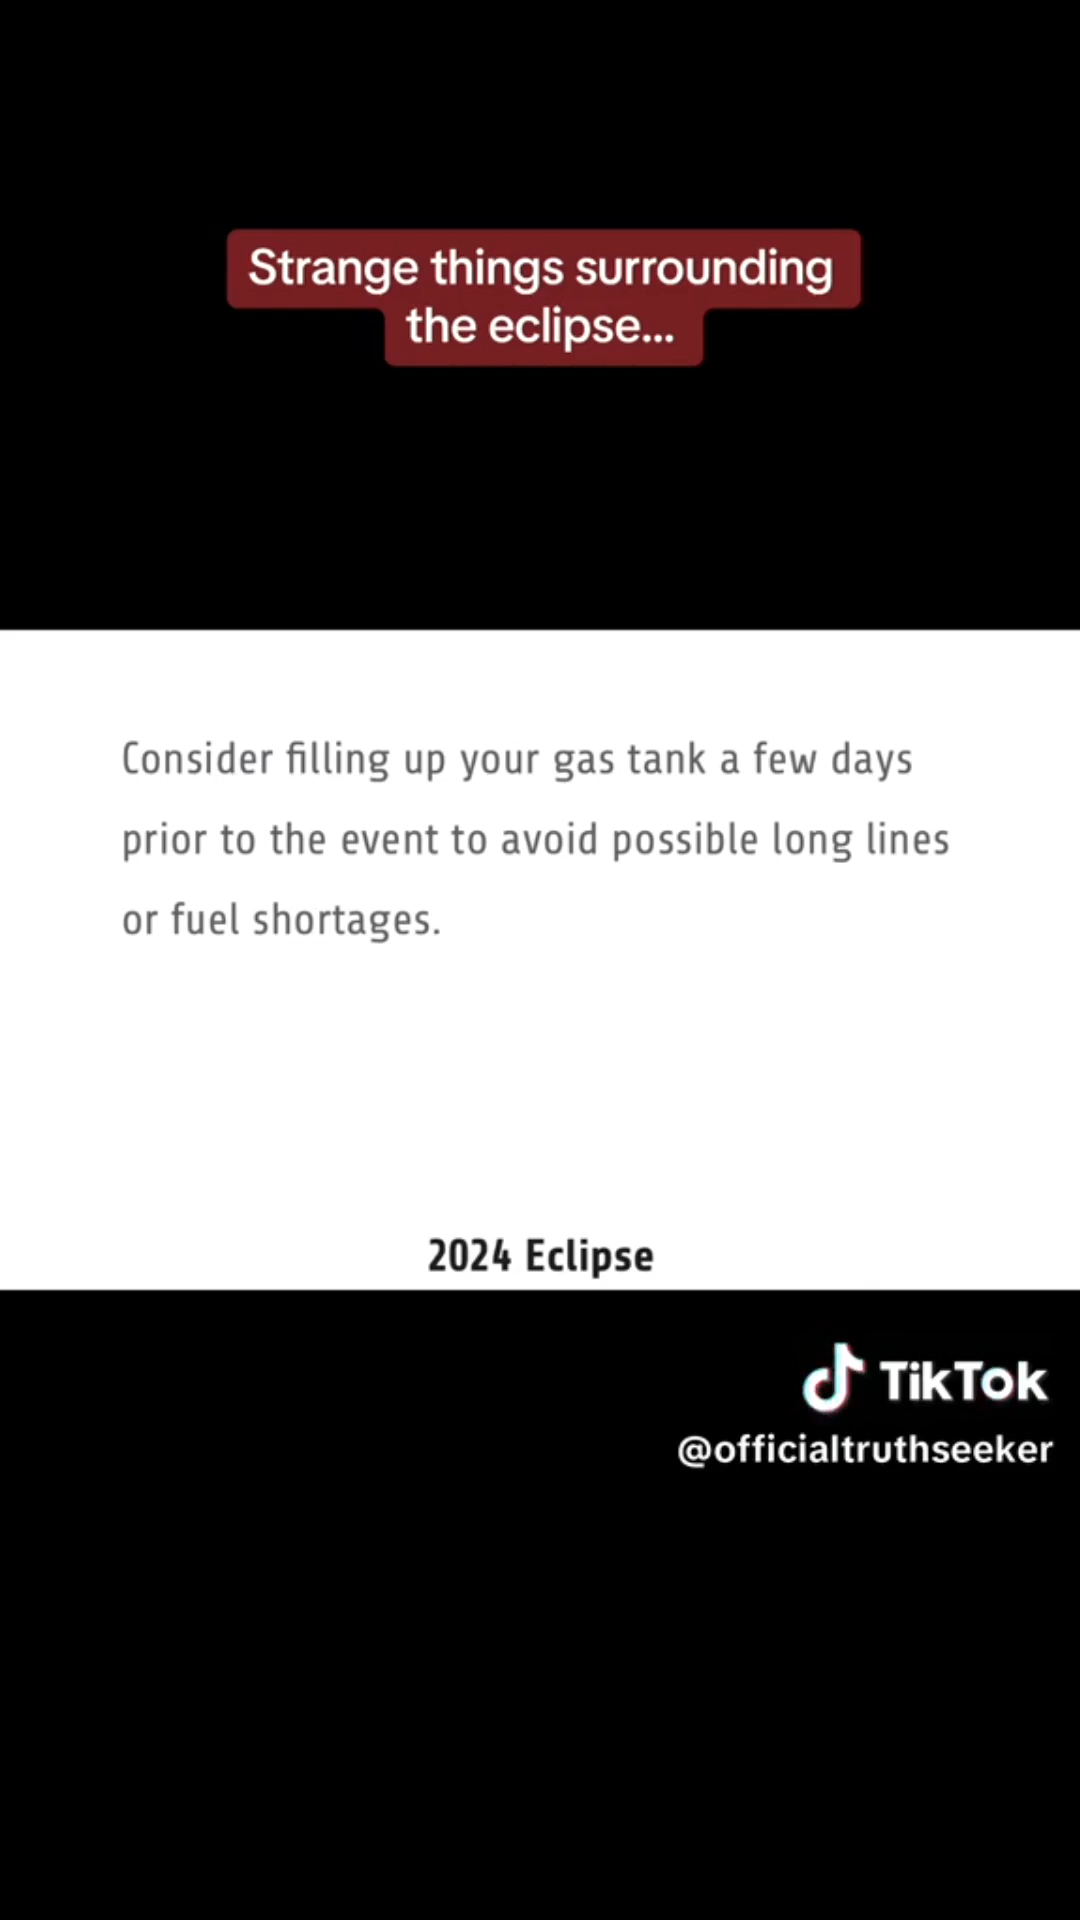 Strange things surrounding
the eclipse...
Consider filling up your gas tank a few days
prior to the event to avoid possible long lines
or fuel shortages.
2024 Eclipse
TikTok
@officialtruthseeker